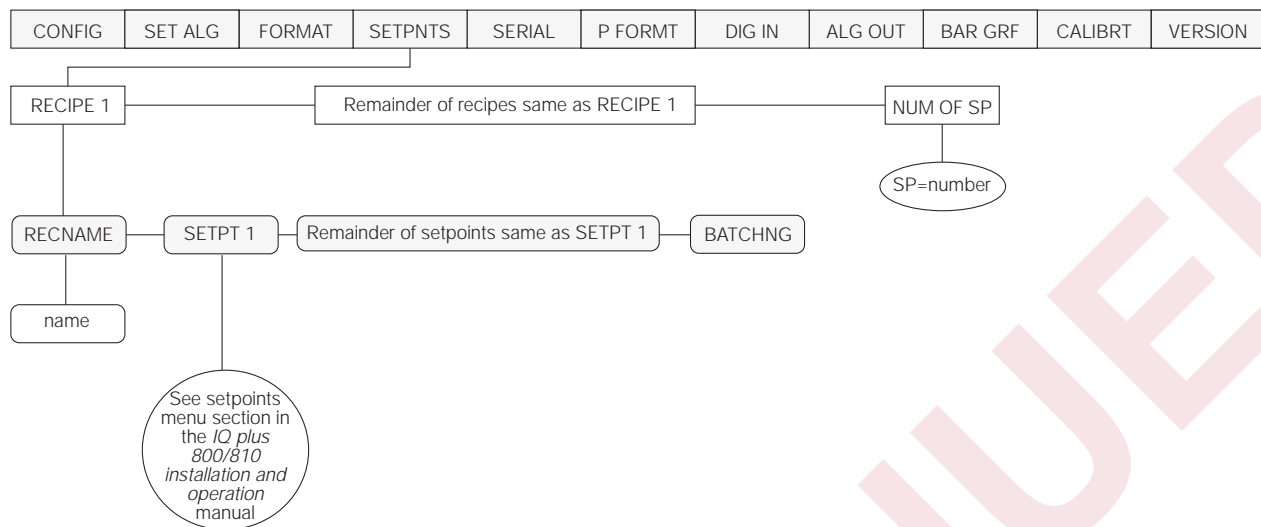 CONFIG SET ALG FORMAT SETPNTS SERIAL P FORMT DIG IN ALG OUT BAR GRF CALIBRT VERSION
RECIPE 1 Remainder of recipes same as RECIPE 1 NUM OF SP
SP=number
RECNAME SETPT 1 Remainder of setpoints same as SETPT 1 BATCHNG
name
See setpoints
menu section in
the IQ plus
800/810
installation and
operation
manual